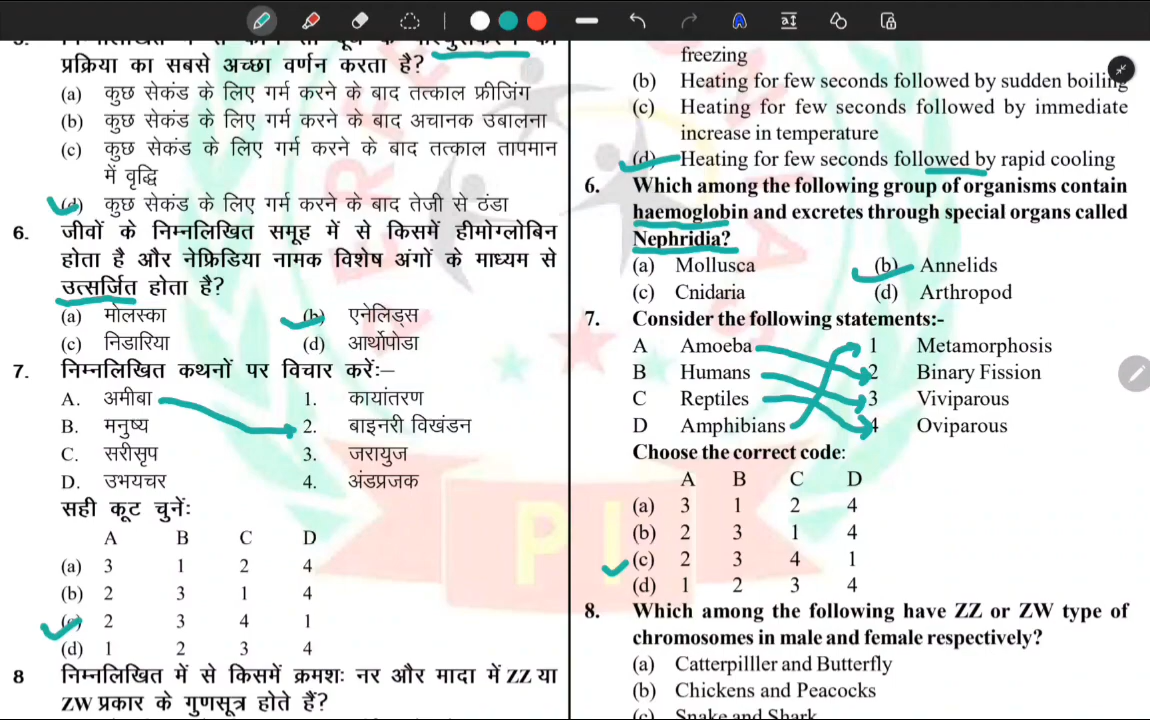 प्रक्रिया का सबसे अच्छा वर्णन करता है?
(a) कुछ सेकंड के लिए गर्म करने के बाद तत्काल फ्रीजिंग
(b) कुछ सेकंड के लिए गर्म करने के बाद अचानक उबालना
(c) कुछ सेकंड के लिए गर्म करने के बाद तत्काल तापमान
में वृद्धि
(d) कुछ सेकंड के लिए गर्म करने के बाद तेजी से ठंडा
6. जीवों के निम्नलिखित समूह में से किसमें हीमोग्लोबिन
होता है और नेफ्रिडिया नामक विशेष अंगों के माध्यम से
उत्सर्जित होता है?
(a) मोलस्का (b) एनेलिड्स
(c) निडारिया (d) आर्थोपोडा
7. निम्नलिखित कथनों पर विचार करें:–
A. अमीबा 1. कायांतरण
B. मनुष्य 2. बाइनरी विखंडन
C. सरीसृप 3. जरायुज
D. उभयचर 4. अंडप्रजक
सही कूट चुनें:
A B C D
(a) 3 1 2 4
(b) 2 3 1 4
(c) 2 3 4 1
(d) 1 2 3 4
8 निम्नलिखित में से किसमें क्रमशः नर और मादा में ZZ या
ZW प्रकार के गुणसूत्र होते हैं?
freezing
(b) Heating for few seconds followed by sudden boiling
(c) Heating for few seconds followed by immediate
increase in temperature
(d) Heating for few seconds followed by rapid cooling
6. Which among the following group of organisms contain
haemoglobin and excretes through special organs called
Nephridia?
(a) Mollusca (b) Annelids
(c) Cnidaria (d) Arthropod
7. Consider the following statements:-
A Amoeba 1 Metamorphosis
B Humans 2 Binary Fission
C Reptiles 3 Viviparous
D Amphibians 4 Oviparous
Choose the correct code:
A B C D
(a) 3 1 2 4
(b) 2 3 1 4
(c) 2 3 4 1
(d) 1 2 3 4
8. Which among the following have ZZ or ZW type of
chromosomes in male and female respectively?
(a) Catterpilller and Butterfly
(b) Chickens and Peacocks
(c) Snake and Shark